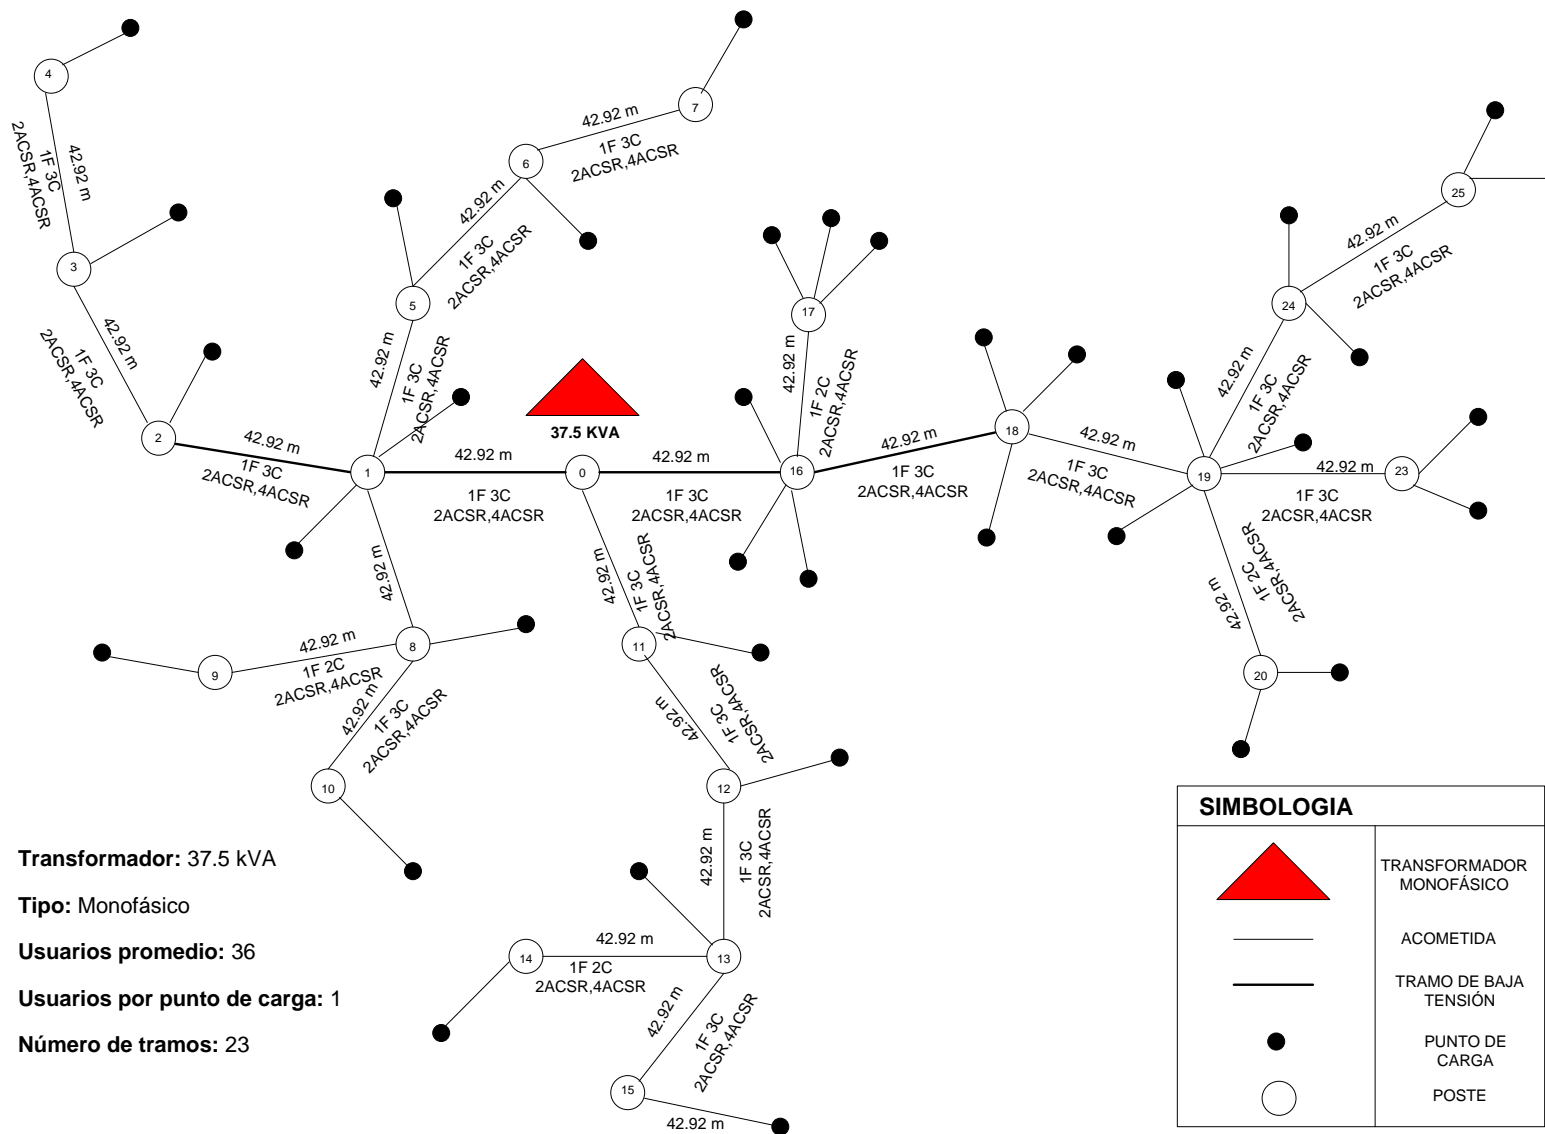 4
42.92 m
1F 3C
2ACSR,4ACSR
3
42.92 m
1F 3C
2ACSR,4ACSR
2
42.92 m
1F 3C
2ACSR,4ACSR
1
7
42.92 m
1F 3C
2ACSR,4ACSR
6
42.92 m
1F 3C
2ACSR,4ACSR
5
42.92 m
1F 3C
2ACSR,4ACSR
37.5 KVA
42.92 m
1F 3C
2ACSR,4ACSR
0
42.92 m
1F 3C
2ACSR,4ACSR
16
17
42.92 m
1F 2C
2ACSR,4ACSR
42.92 m
1F 3C
2ACSR,4ACSR
18
42.92 m
1F 3C
2ACSR,4ACSR
19
25
42.92 m
1F 3C
2ACSR,4ACSR
24
42.92 m
1F 3C
2ACSR,4ACSR
42.92 m
1F 3C
2ACSR,4ACSR
23
42.92 m
1F 2C
2ACSR,4ACSR
20
42.92 m
8
42.92 m
1F 2C
2ACSR,4ACSR
9
42.92 m
1F 3C
2ACSR,4ACSR
10
42.92 m
1F 3C
2ACSR,4ACSR
11
42.92 m
1F 3C
2ACSR,4ACSR
12
42.92 m
1F 3C
2ACSR,4ACSR
13
42.92 m
1F 2C
2ACSR,4ACSR
14
42.92 m
1F 3C
2ACSR,4ACSR
15
42.92 m
Transformador: 37.5 kVA
Tipo: Monofásico
Usuarios promedio: 36
Usuarios por punto de carga: 1
Número de tramos: 23
SIMBOLOGIA
TRANSFORMADOR
MONOFÁSICO
ACOMETIDA
TRAMO DE BAJA
TENSIÓN
PUNTO DE
CARGA
POSTE